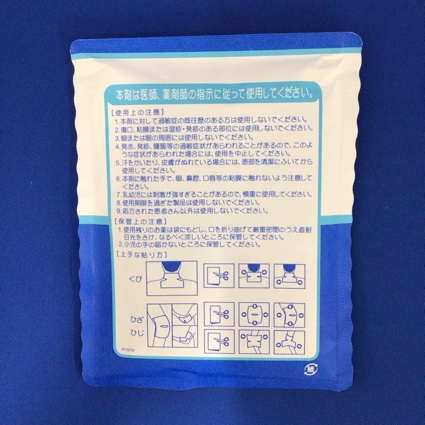 本剤は医師、薬剤師の指示に従って使用してください。
【使用上の注意】
1.本剤に対して過敏症の既往歴のある方は使用しないでください。
2.傷口、粘膜または湿疹・発疹のある部位には使用しないでください。
3.眼または眼の周囲には使用しないでください。
4.発赤、発疹、腫脹等の過敏症状があらわれることがあるので、このよ
うな症状があらわれた場合には、使用を中止してください。
5.汗をかいたり、皮膚がぬれている場合には、患部を清潔にふいてから
使用してください。
6.本剤に触れた手で、眼、鼻腔、口唇等の粘膜に触れないよう注意して
ください。
7.乳幼児には刺激が強すぎることがあるので、慎重に使用してください。
8.使用期限を過ぎた製品は使用しないでください。
9.処方された患者さん以外は使用しないでください。
【保管上の注意】
1.使用残りのお薬は袋にもどし、口を折り曲げて厳重密閉のうえ直射
日光をさけ、なるべく涼しいところに保管してください。
2.小児の手の届かないところに保管してください。
【上手な貼り方】
くび
ひざ
ひじ